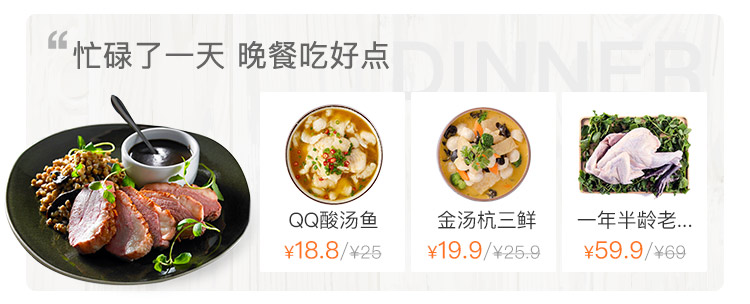 “忙碌了一天 晚餐吃好点
DINNER
QQ酸汤鱼
¥18.8/¥25
金汤杭三鲜
¥19.9/¥25.9
一年半龄老...
¥59.9/¥69